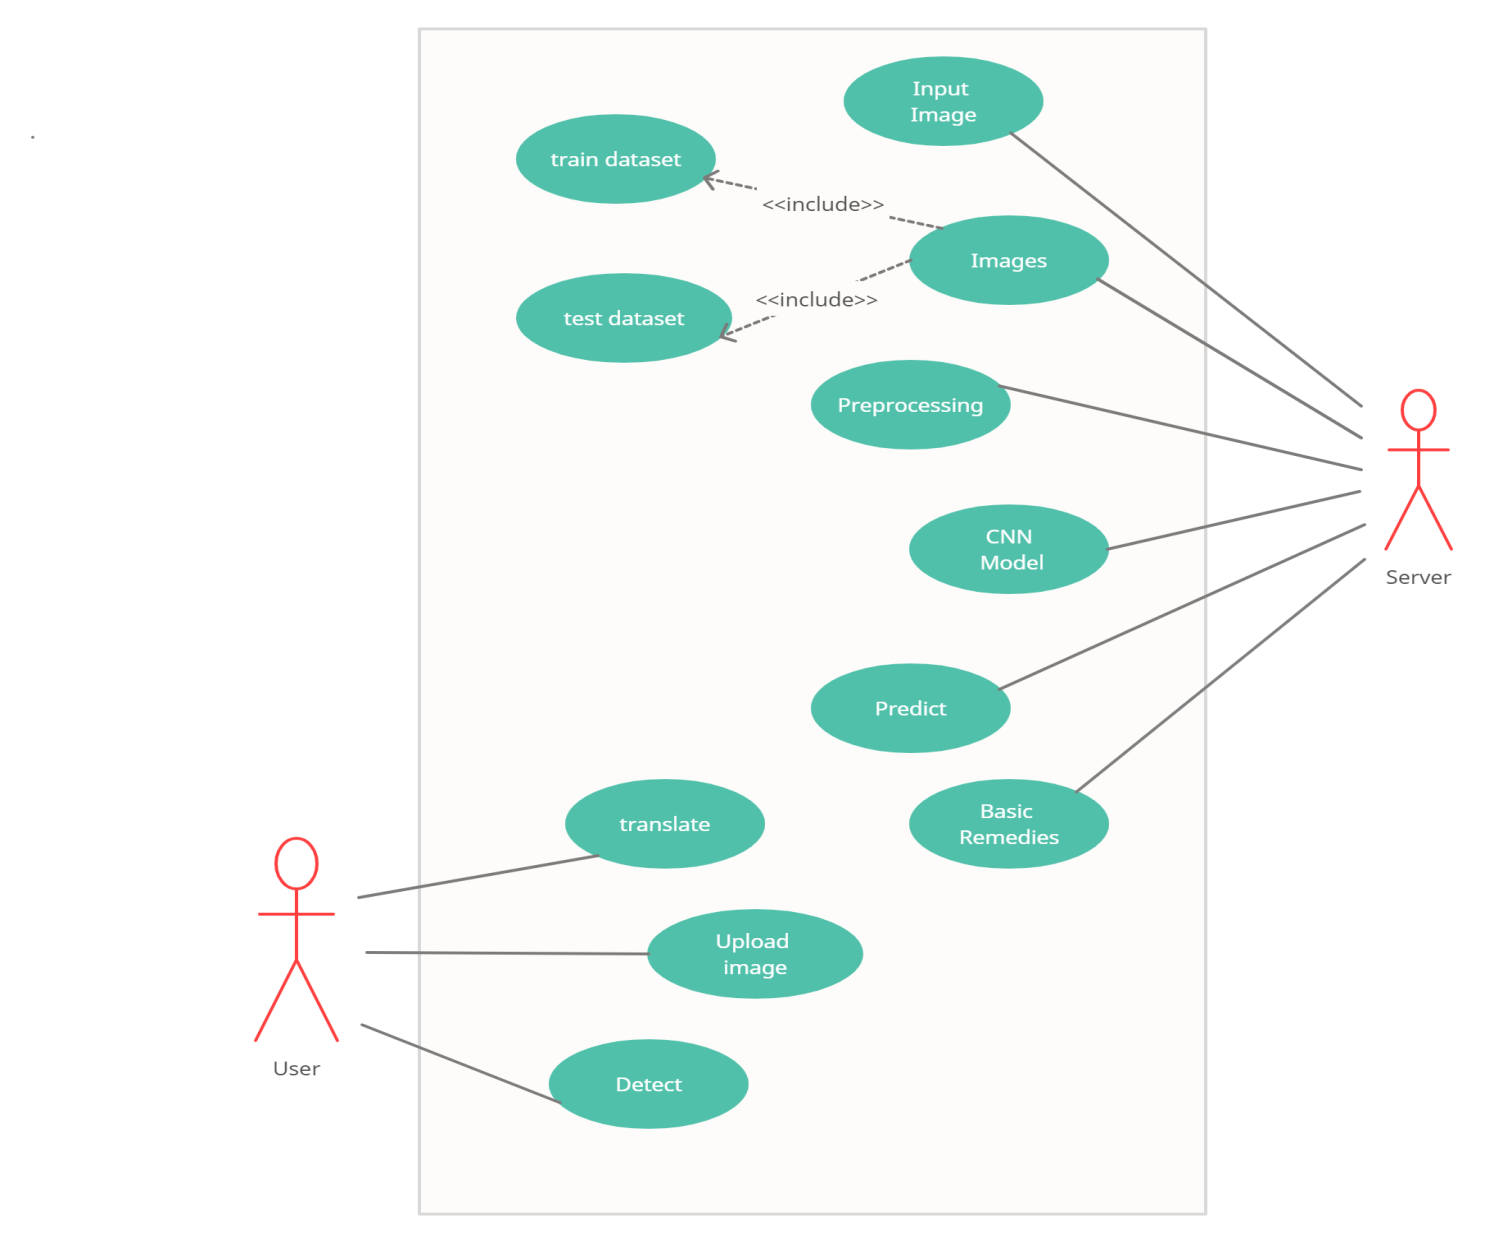 Input
Image
train dataset
<<include>>
Images
<<include>>
test dataset
Preprocessing
CNN
Model
Server
Predict
Basic
Remedies
translate
Upload
image
User
Detect